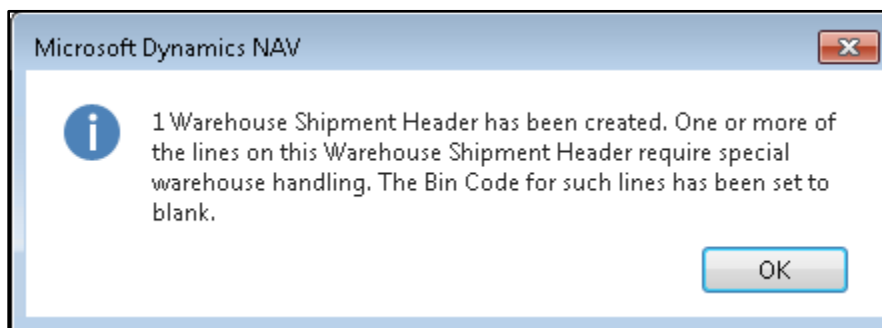 Microsoft Dynamics NAV
1 Warehouse Shipment Header has been created. One or more of
the lines on this Warehouse Shipment Header require special
warehouse handling. The Bin Code for such lines has been set to
blank.
OK